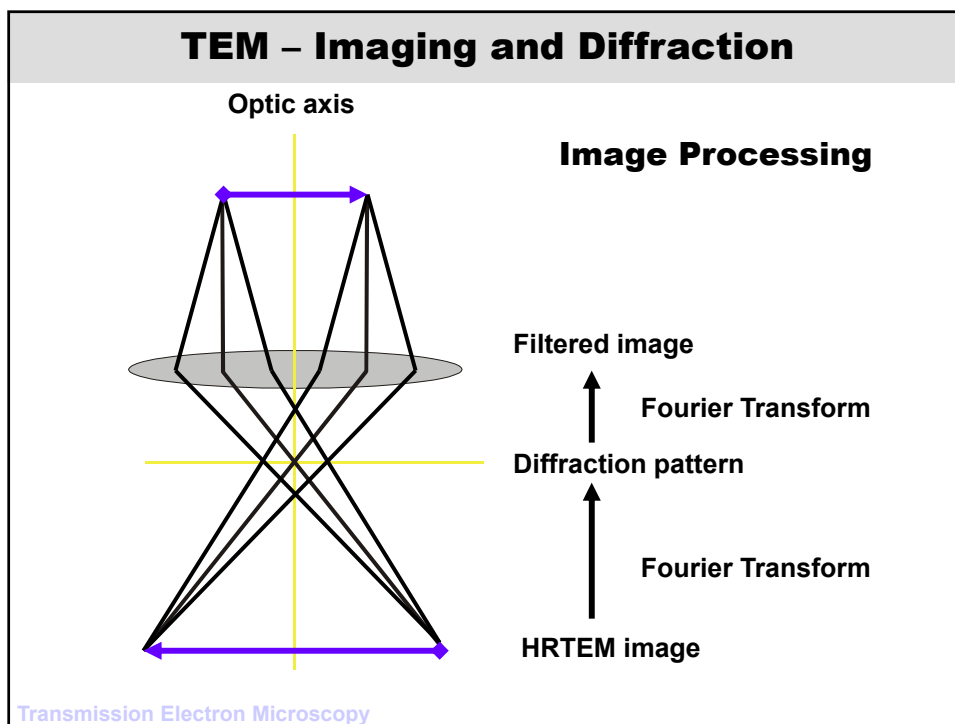 TEM – Imaging and Diffraction
Optic axis
Image Processing
Filtered image
Fourier Transform
Diffraction pattern
Fourier Transform
HRTEM image
Transmission Electron Microscopy